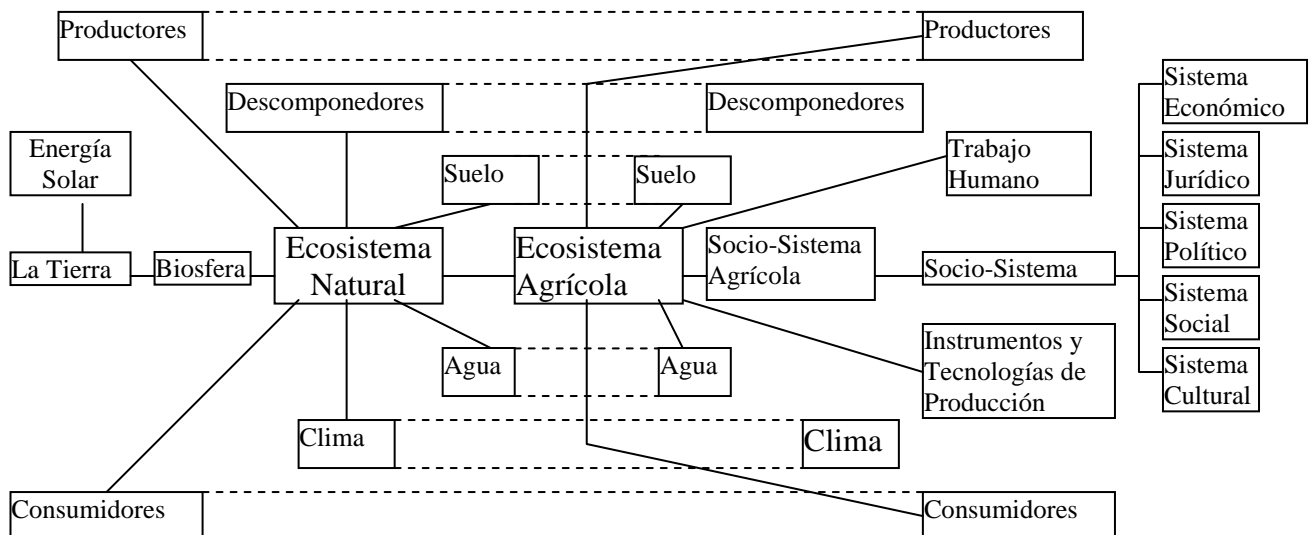 Productores
Productores
Descomponedores
Descomponedores
Sistema
Económico
Energía
Solar
Suelo
Suelo
Trabajo
Humano
Sistema
Jurídico
La Tierra
Biosfera
Ecosistema
Natural
Ecosistema
Agrícola
Socio-Sistema
Agrícola
Socio-Sistema
Sistema
Político
Sistema
Social
Agua
Agua
Instrumentos y
Tecnologías de
Producción
Sistema
Cultural
Clima
Clima
Consumidores
Consumidores